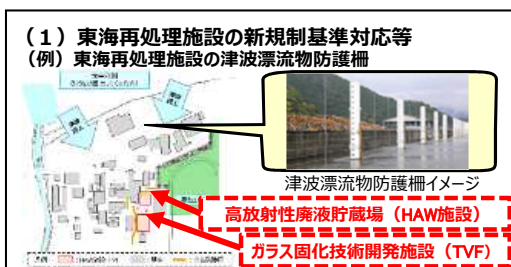 （1）東海再処理施設の新規制基準対応等
（例）東海再処理施設の津波漂流物防護柵
津波漂流物防護柵イメージ
高放射性廃液貯蔵場（HAW施設）
ガラス固化技術開発施設（TVF）